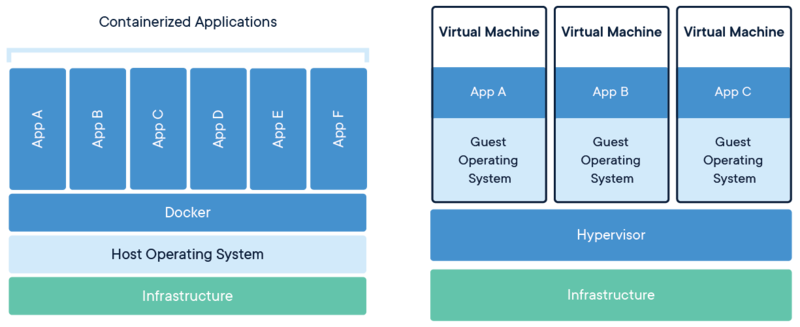 Containerized Applications
App A
App B
App C
App D
App E
App F
Docker
Host Operating System
Infrastructure
Virtual Machine
App A
Guest
Operating
System
Virtual Machine
App B
Guest
Operating
System
Virtual Machine
App C
Guest
Operating
System
Hypervisor
Infrastructure